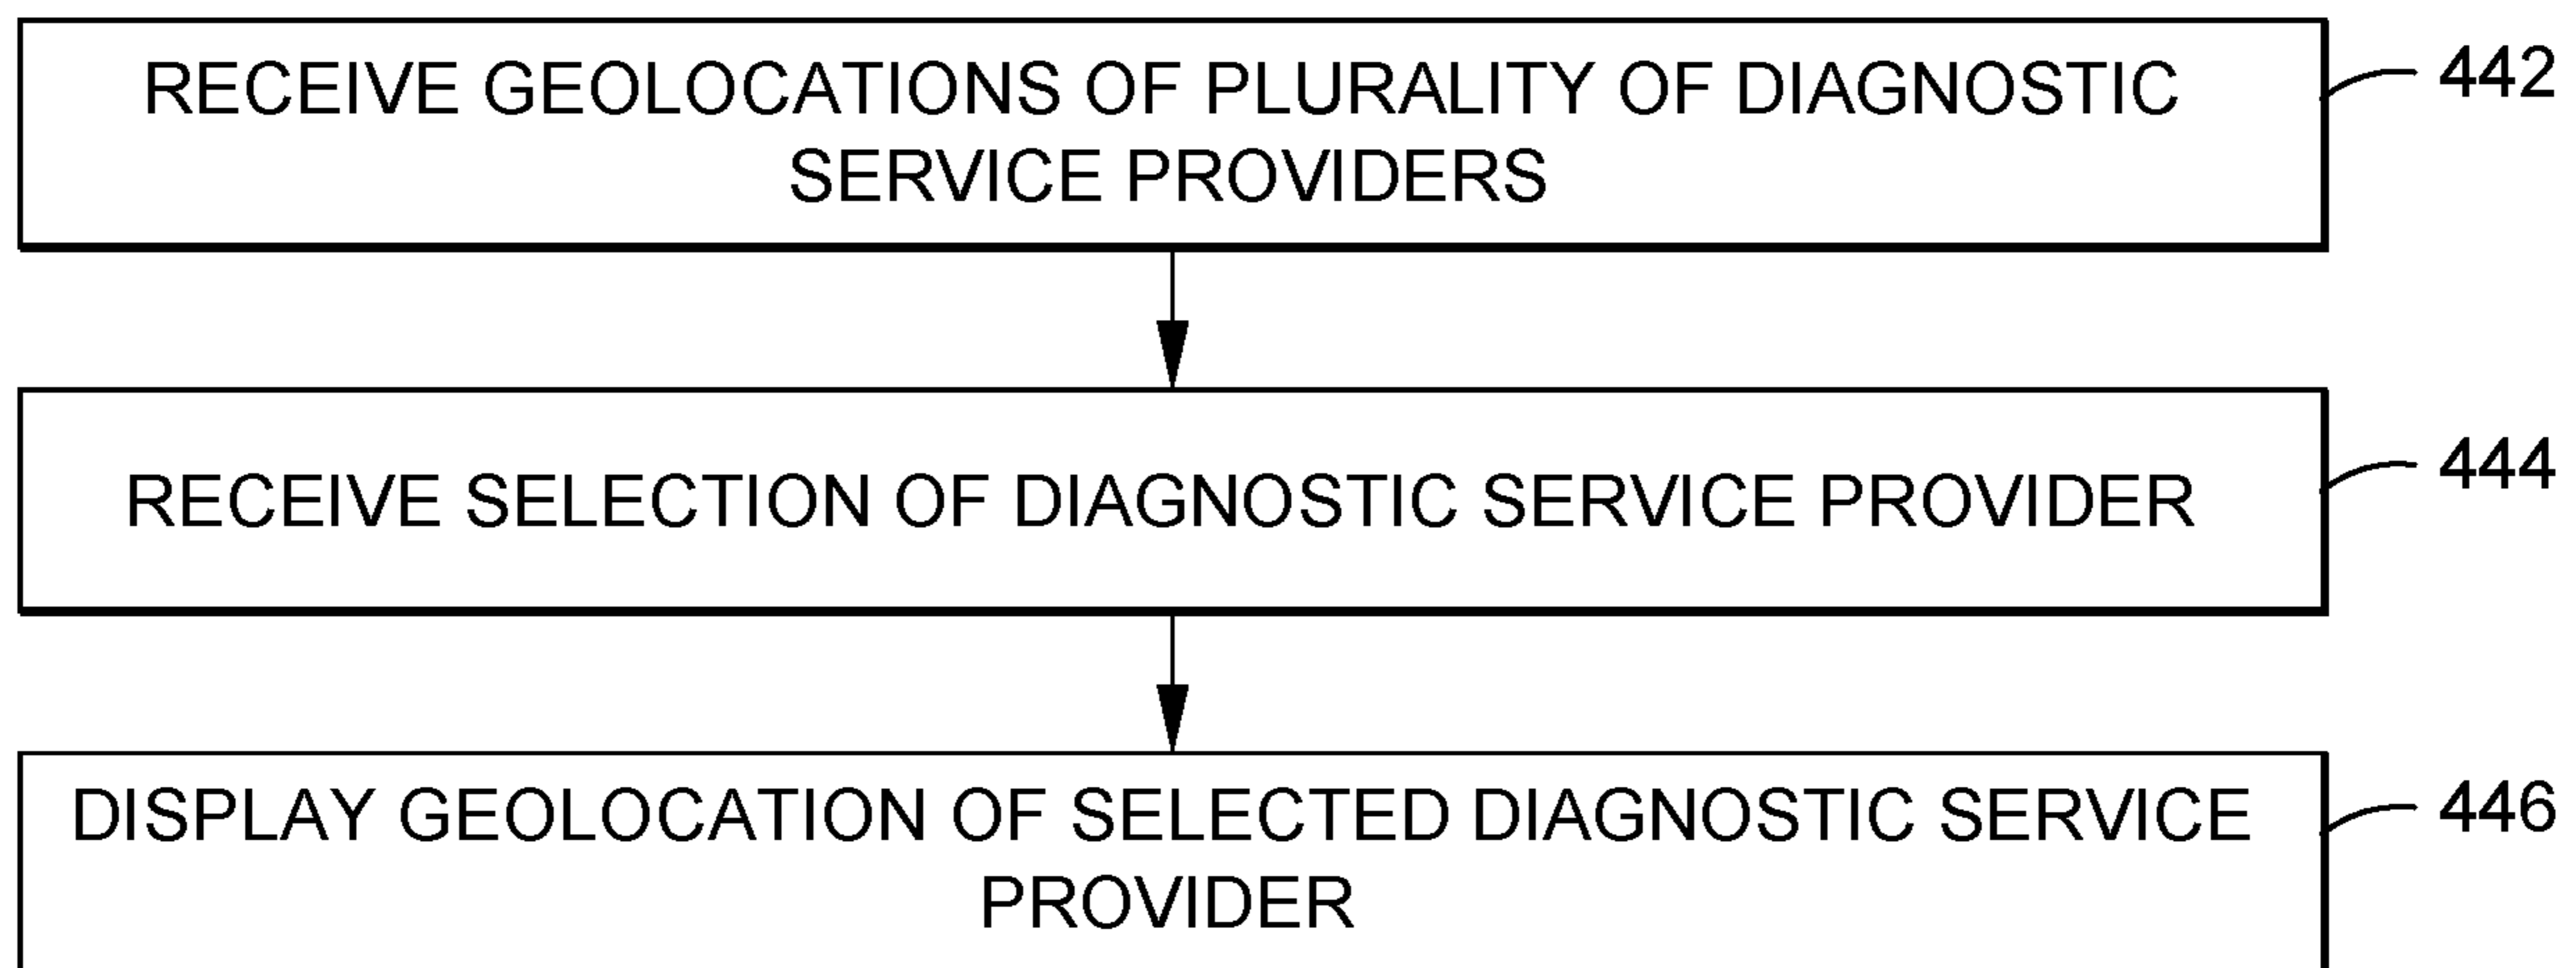 RECEIVE GEOLOCATIONS OF PLURALITY OF DIAGNOSTIC
SERVICE PROVIDERS
442
RECEIVE SELECTION OF DIAGNOSTIC SERVICE PROVIDER
444
DISPLAY GEOLOCATION OF SELECTED DIAGNOSTIC SERVICE
PROVIDER
446